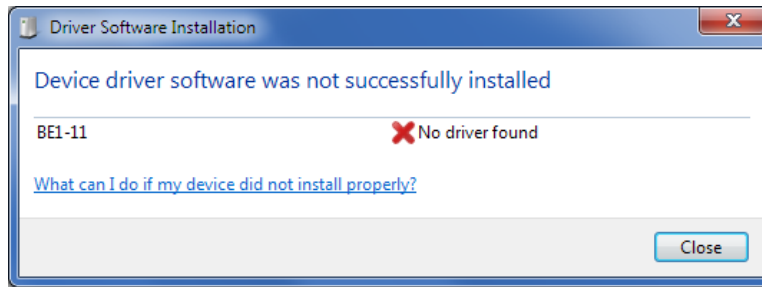 Driver Software Installation
Device driver software was not successfully installed
BE1-11 No driver found
What can I do if my device did not install properly?
Close